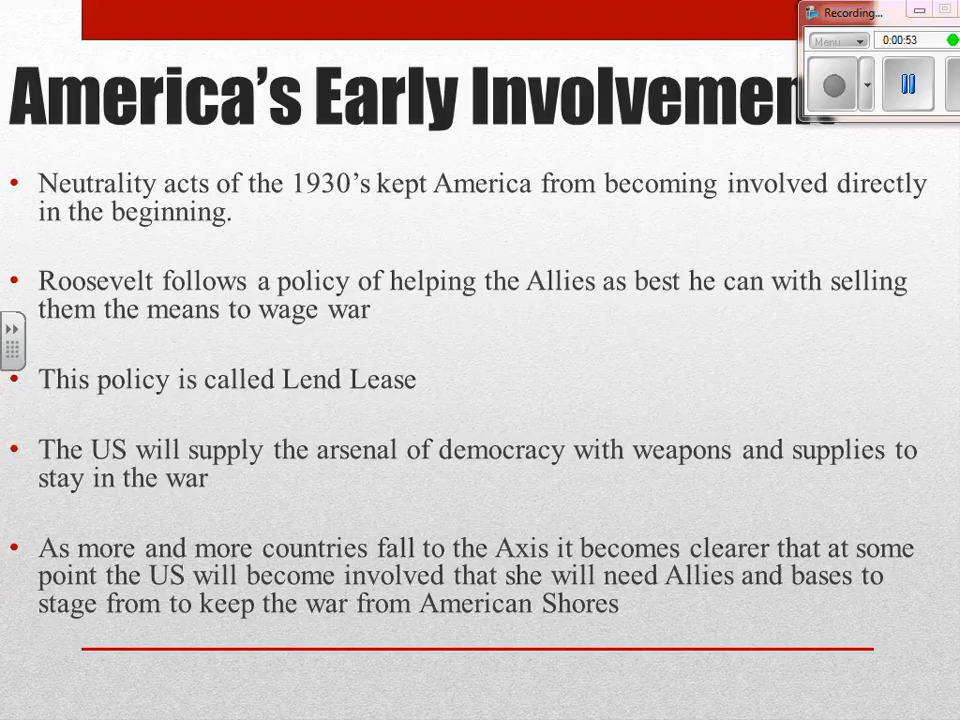 Recording...
Menu
0:00:53
America's Early Involvement
• Neutrality acts of the 1930's kept America from becoming involved directly
in the beginning.
• Roosevelt follows a policy of helping the Allies as best he can with selling
them the means to wage war
• This policy is called Lend Lease
• The US will supply the arsenal of democracy with weapons and supplies to
stay in the war
• As more and more countries fall to the Axis it becomes clearer that at some
point the US will become involved that she will need Allies and bases to
stage from to keep the war from American Shores